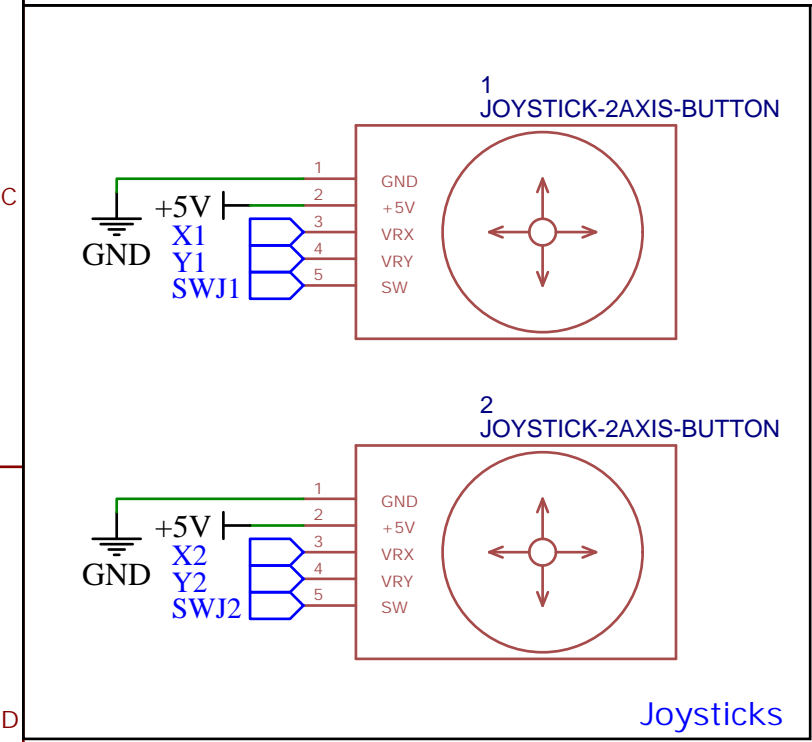 C
D
1
JOYSTICK-2AXIS-BUTTON
1 GND
+5V 2 +5V
X1 3 VRX
GND Y1 4 VRY
SWJ1 5 SW
2
JOYSTICK-2AXIS-BUTTON
1 GND
+5V 2 +5V
X2 3 VRX
GND Y2 4 VRY
SWJ2 5 SW
Joysticks